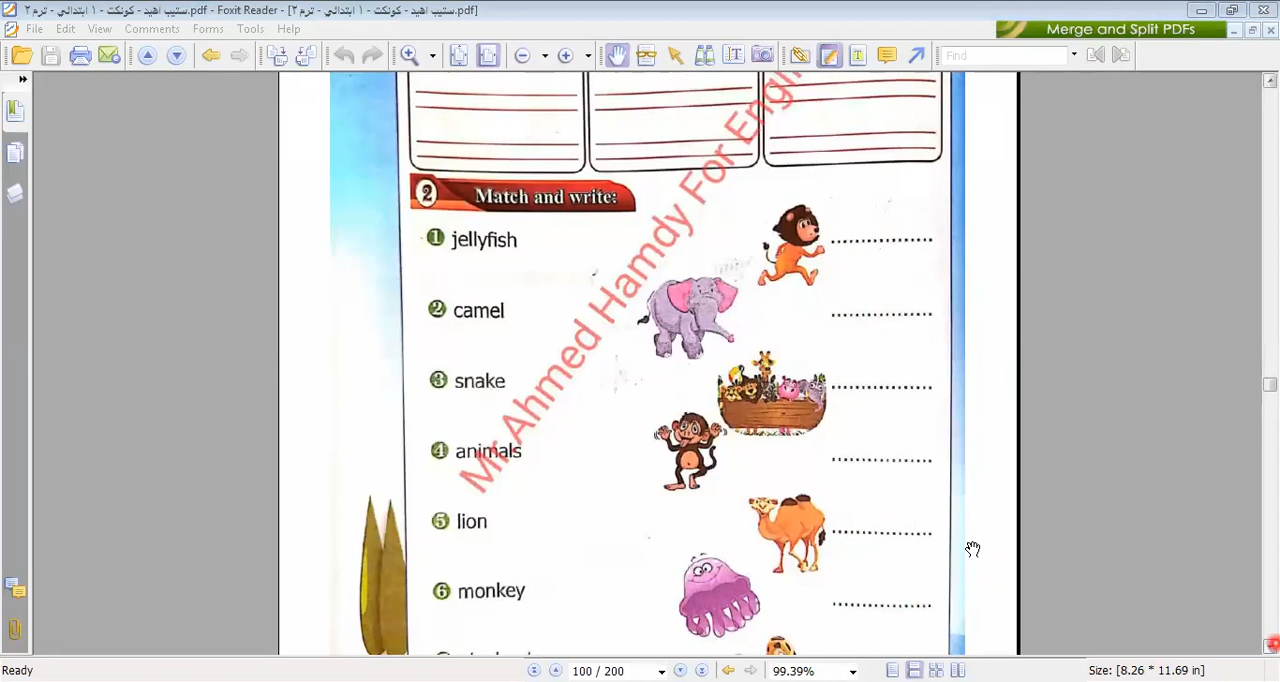 ستيب اهيد - كونكت - ١ ابتدائي - ترم ٢.pdf - Foxit Reader - [ستيب اهيد - كونكت - ١ ابتدائي - ترم ٢.pdf]
File Edit View Comments Forms Tools Help
Merge and Split PDFs
Find
Mr Ahmed Hamdy For Engli
2 Match and write:
1 jellyfish
2 camel
3 snake
4 animals
5 lion
6 monkey
Ready
100 / 200
99.39%
Size: [8.26 * 11.69 in]